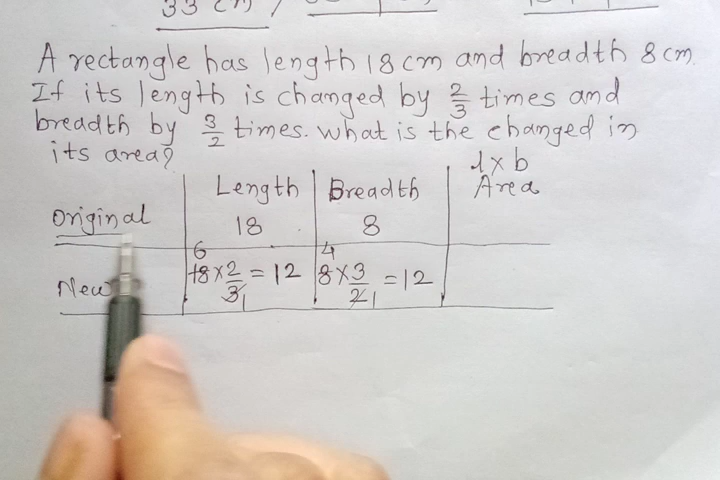 33 cm,
A rectangle has length 18 cm and breadth 8 cm.
If its length is changed by 2/3 times and
breadth by 3/2 times. what is the changed in
its area?
l x b
Length Breadth Area
Original 18 8
6 4
New 18 x 2/3 1 = 12 8 x 3/2 1 = 12